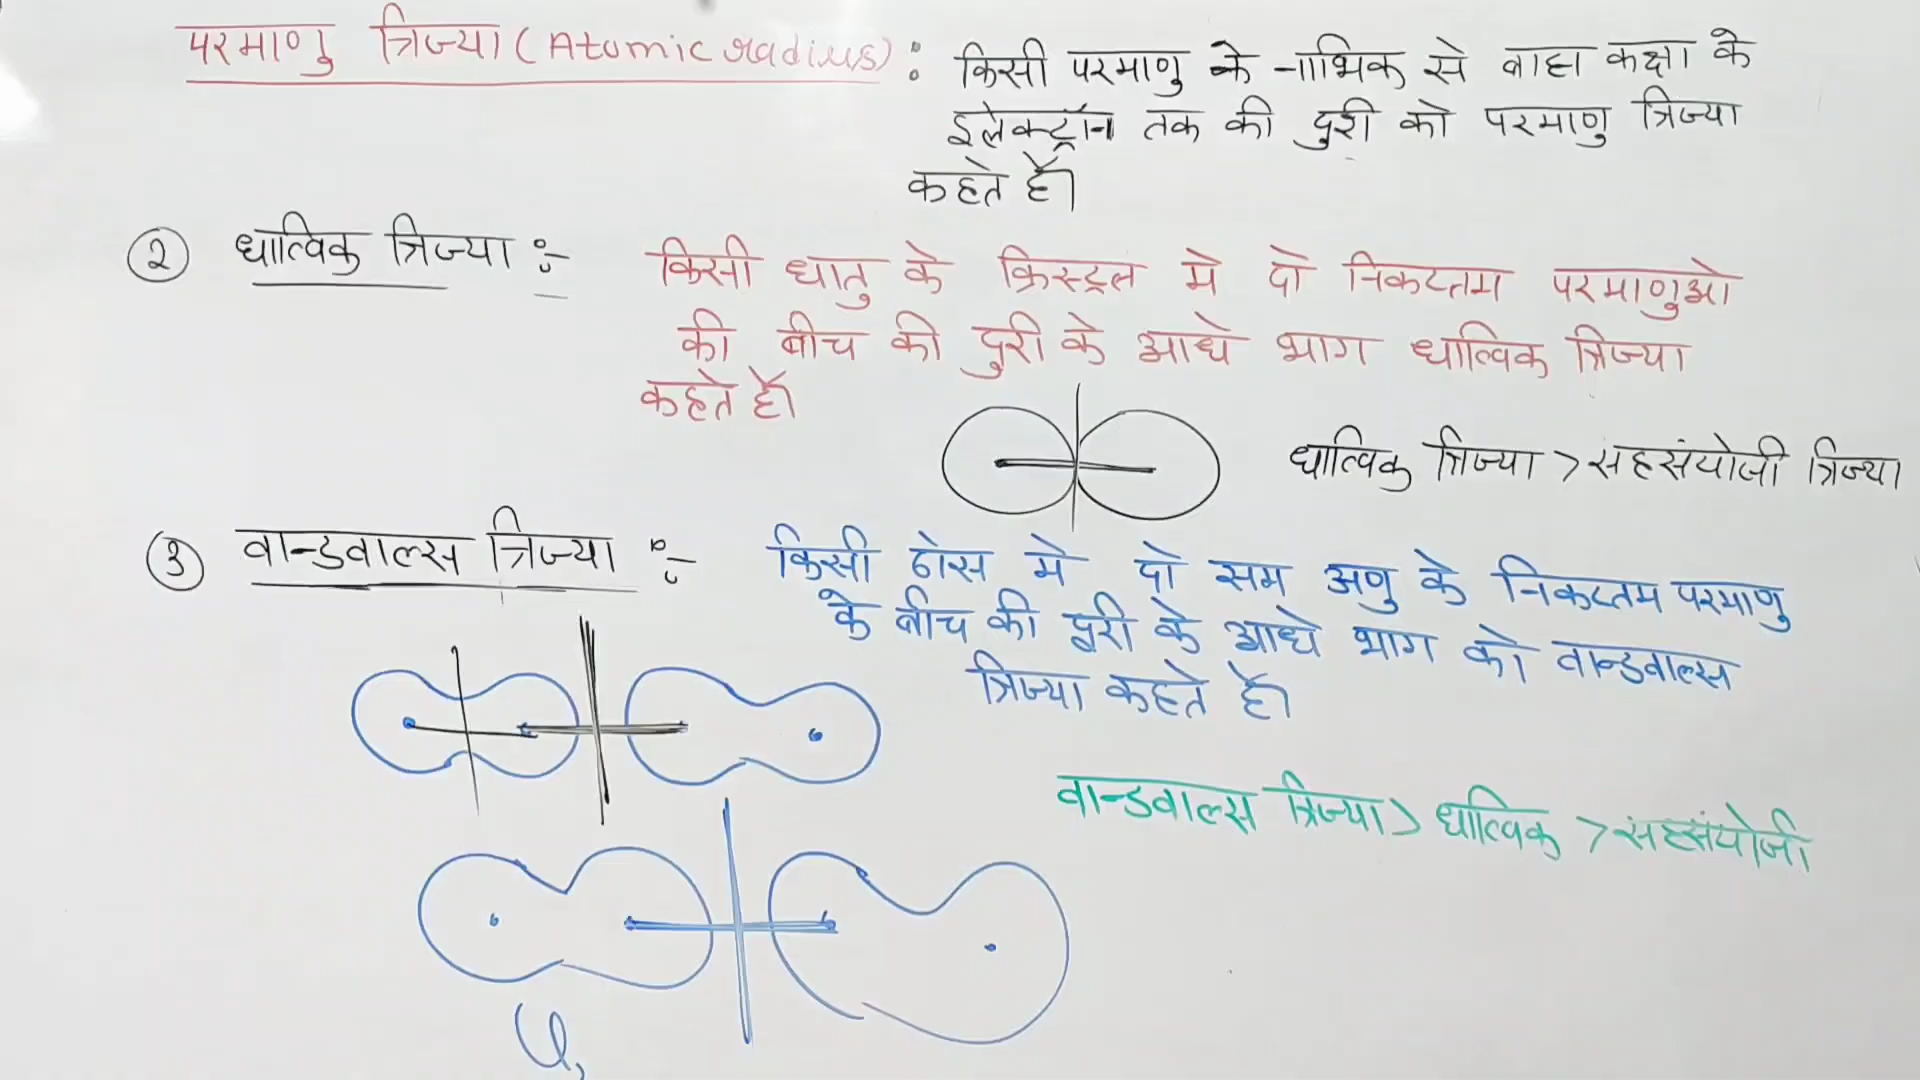 परमाणु त्रिज्या (Atomic radius) : किसी परमाणु के नाभिक से बाह्य कक्षा के
इलेक्ट्रॉन तक की दुरी को परमाणु त्रिज्या
कहते हैं।
② धात्विक त्रिज्या :- किसी धातु के क्रिस्ट्रल मे दो निकटतम परमाणुओ
की बीच की दुरी के आधे भाग धात्विक त्रिज्या
कहते हैं।
धात्विक त्रिज्या > सहसंयोजी त्रिज्या
③ वान्डवाल्स त्रिज्या :- किसी ठोस मे दो सम अणु के निकटतम परमाणु
के बीच की दूरी के आधे भाग को वान्डवाल्स
त्रिज्या कहते हैं।
वान्डवाल्स त्रिज्या > धात्विक > सहसंयोजी